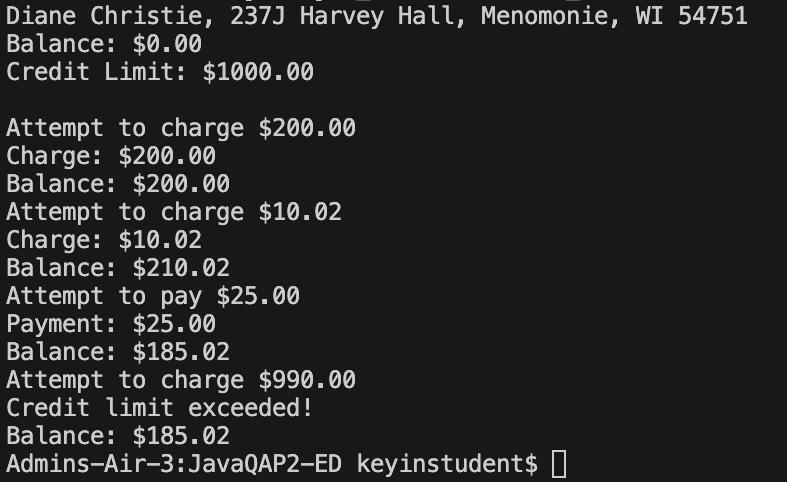 Diane Christie, 237J Harvey Hall, Menomonie, WI 54751
Balance: $0.00
Credit Limit: $1000.00

Attempt to charge $200.00
Charge: $200.00
Balance: $200.00
Attempt to charge $10.02
Charge: $10.02
Balance: $210.02
Attempt to pay $25.00
Payment: $25.00
Balance: $185.02
Attempt to charge $990.00
Credit limit exceeded!
Balance: $185.02
Admins-Air-3:JavaQAP2-ED keyinstudent$